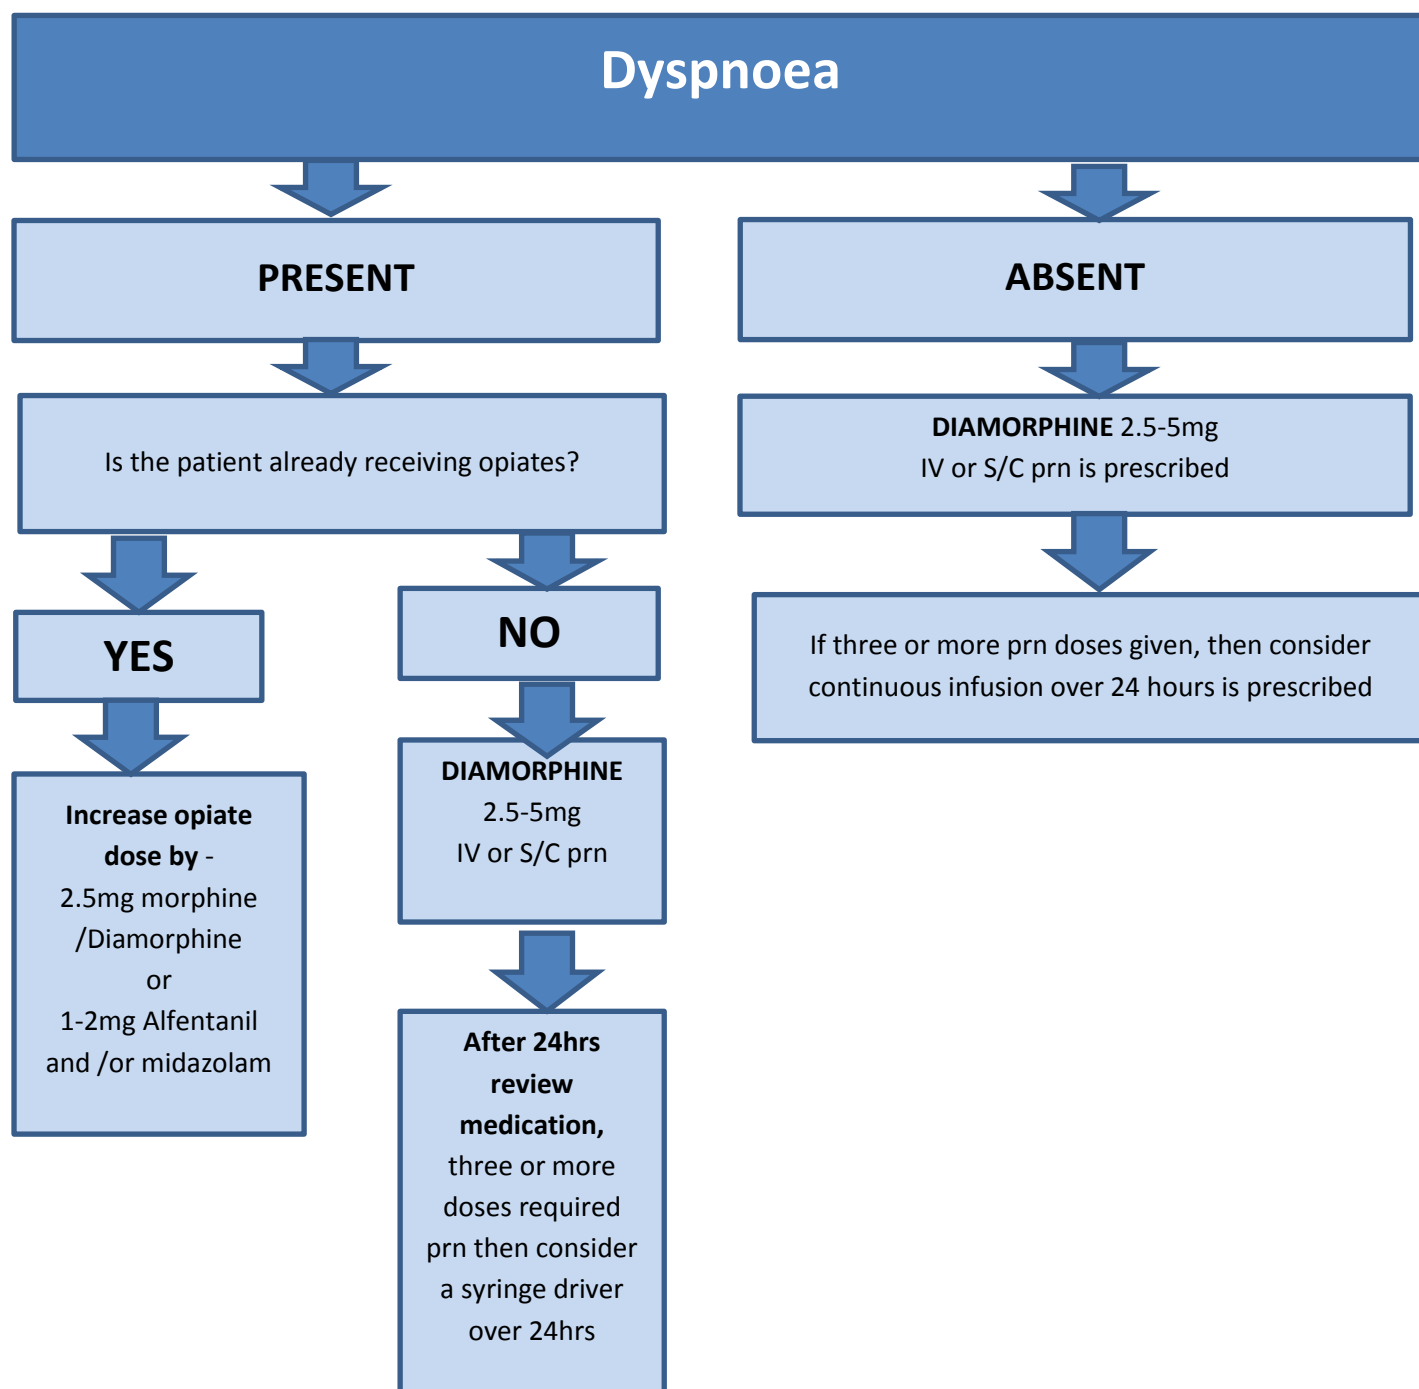 Dyspnoea
PRESENT
ABSENT
Is the patient already receiving opiates?
DIAMORPHINE 2.5-5mg
IV or S/C prn is prescribed
YES
NO
If three or more prn doses given, then consider
continuous infusion over 24 hours is prescribed
Increase opiate
dose by -
2.5mg morphine
/Diamorphine
or
1-2mg Alfentanil
and /or midazolam
DIAMORPHINE
2.5-5mg
IV or S/C prn
After 24hrs
review
medication,
three or more
doses required
prn then consider
a syringe driver
over 24hrs